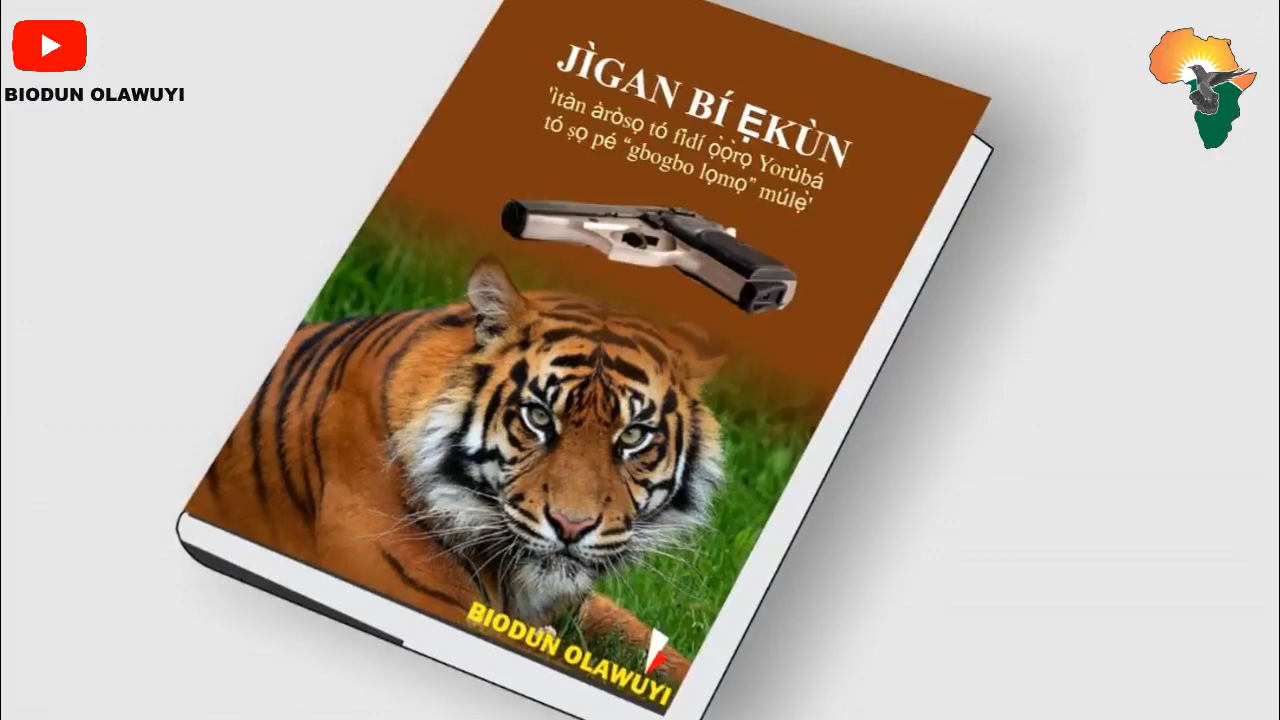 BIODUN OLAWUYI
JÌGAN BÍ ẸKÙN
'ìtàn àròsọ tó fìdí ọ̀ọ̀rọ̀ Yorùbá
tó ṣọ pé “gbogbo lọmọ” múlẹ̀'
BIODUN OLAWUYI